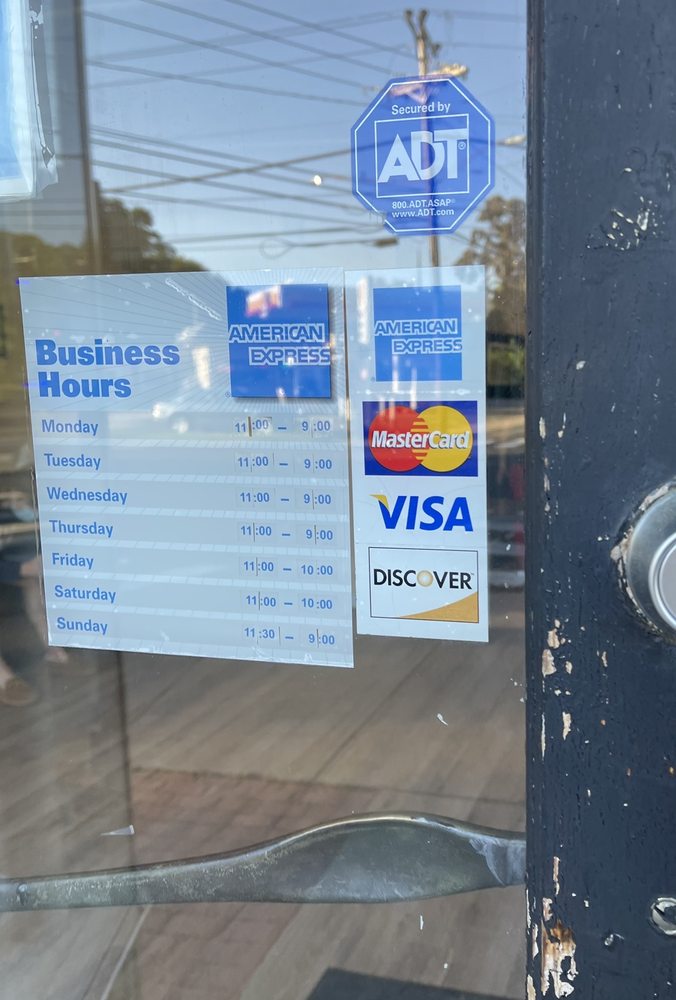 Secured by
ADT®
800.ADT.ASAP®
www.ADT.com
Business
Hours
AMERICAN
EXPRESS
®
Monday 11:00 – 9:00
Tuesday 11:00 – 9:00
Wednesday 11:00 – 9:00
Thursday 11:00 – 9:00
Friday 11:00 – 10:00
Saturday 11:00 – 10:00
Sunday 11:30 – 9:00
AMERICAN
EXPRESS
MasterCard
VISA
DISCOVER